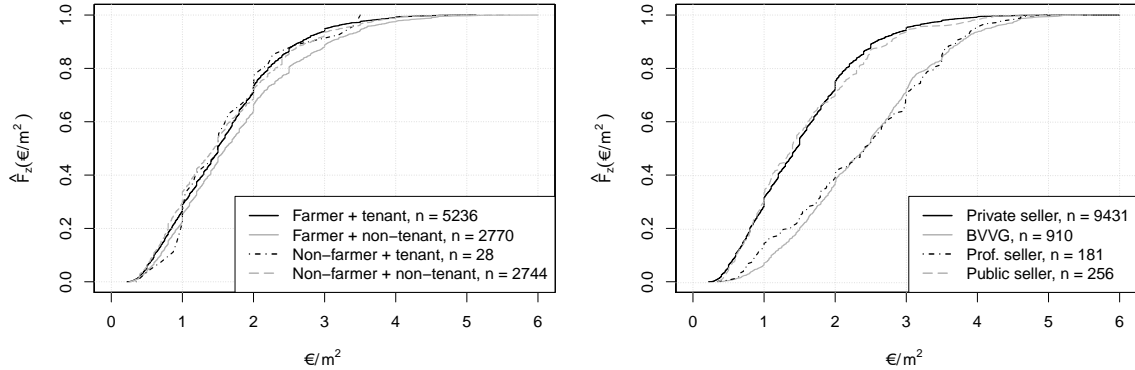 F̂z(€/m²)
1.0
0.8
0.6
0.4
0.2
0.0
Farmer + tenant, n = 5236
Farmer + non−tenant, n = 2770
Non−farmer + tenant, n = 28
Non−farmer + non−tenant, n = 2744
0 1 2 3 4 5 6
€/m²
F̂z(€/m²)
1.0
0.8
0.6
0.4
0.2
0.0
Private seller, n = 9431
BVVG, n = 910
Prof. seller, n = 181
Public seller, n = 256
0 1 2 3 4 5 6
€/m²